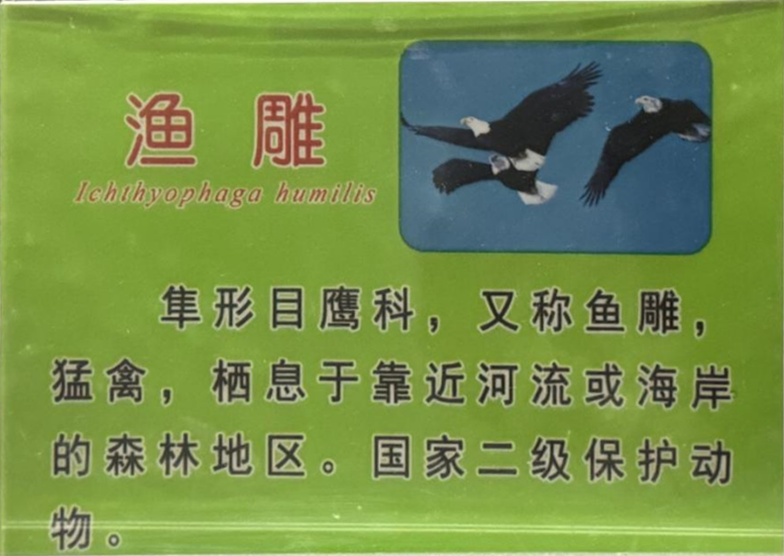 渔雕
Ichthyophaga humilis
隼形目鹰科，又称鱼雕，
猛禽，栖息于靠近河流或海岸
的森林地区。国家二级保护动
物。